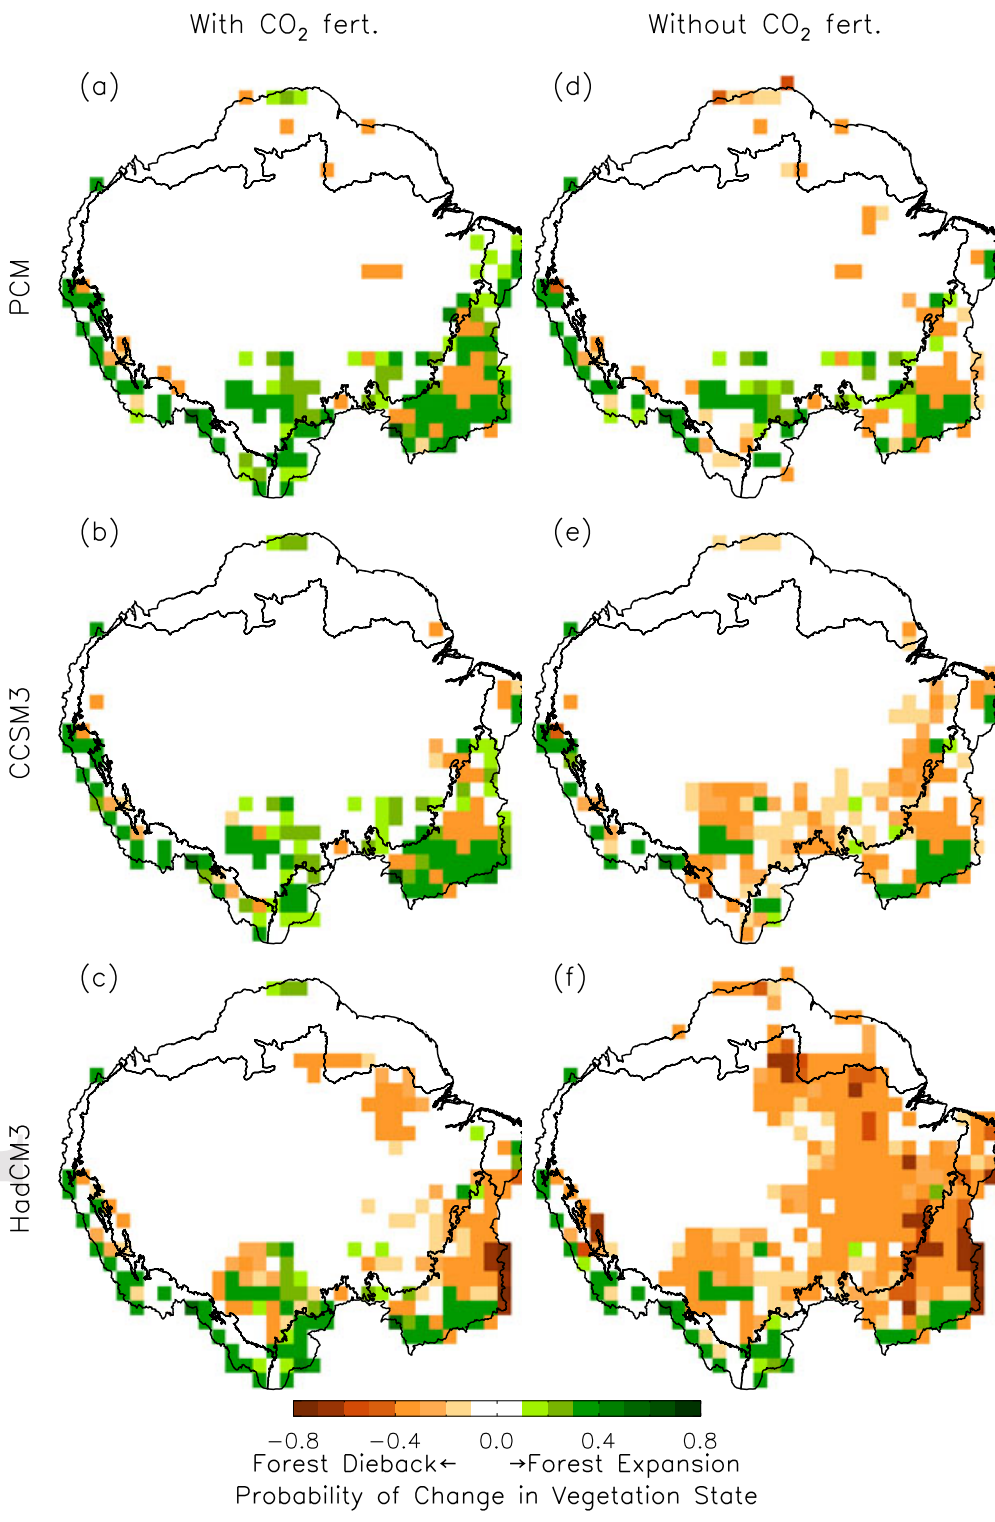 With CO2 fert.
Without CO2 fert.
(a)
(d)
PCM
(b)
(e)
CCSM3
(c)
(f)
HadCM3
−0.8 −0.4 0.0 0.4 0.8
Forest Dieback← →Forest Expansion
Probability of Change in Vegetation State